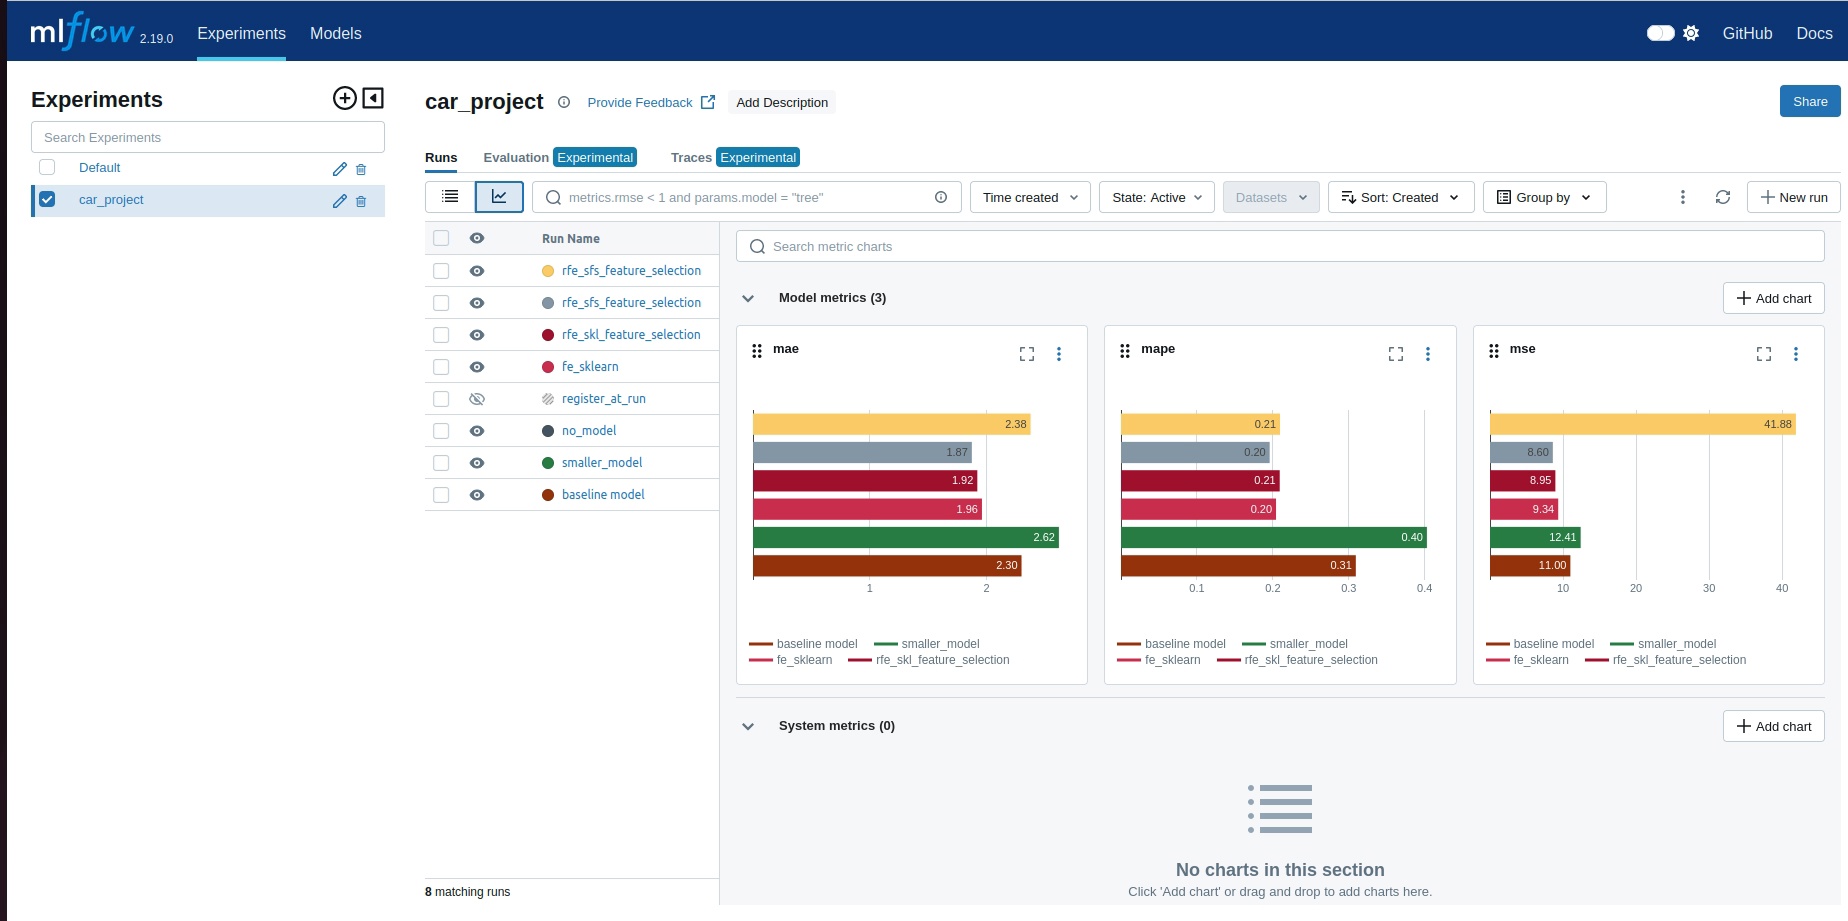 mlflow 2.19.0 Experiments Models GitHub Docs
Experiments
Search Experiments
Default
car_project
car_project Provide Feedback Add Description Share
Runs Evaluation Experimental Traces Experimental
metrics.rmse < 1 and params.model = "tree" Time created State: Active Datasets Sort: Created Group by New run
Run Name
rfe_sfs_feature_selection
rfe_sfs_feature_selection
rfe_skl_feature_selection
fe_sklearn
register_at_run
no_model
smaller_model
baseline model
8 matching runs
Search metric charts
Model metrics (3) Add chart
mae
2.38
1.87
1.92
1.96
2.62
2.30
1 2
baseline model smaller_model
fe_sklearn rfe_skl_feature_selection
mape
0.21
0.20
0.21
0.20
0.40
0.31
0.1 0.2 0.3 0.4
baseline model smaller_model
fe_sklearn rfe_skl_feature_selection
mse
41.88
8.60
8.95
9.34
12.41
11.00
10 20 30 40
baseline model smaller_model
fe_sklearn rfe_skl_feature_selection
System metrics (0) Add chart
No charts in this section
Click 'Add chart' or drag and drop to add charts here.